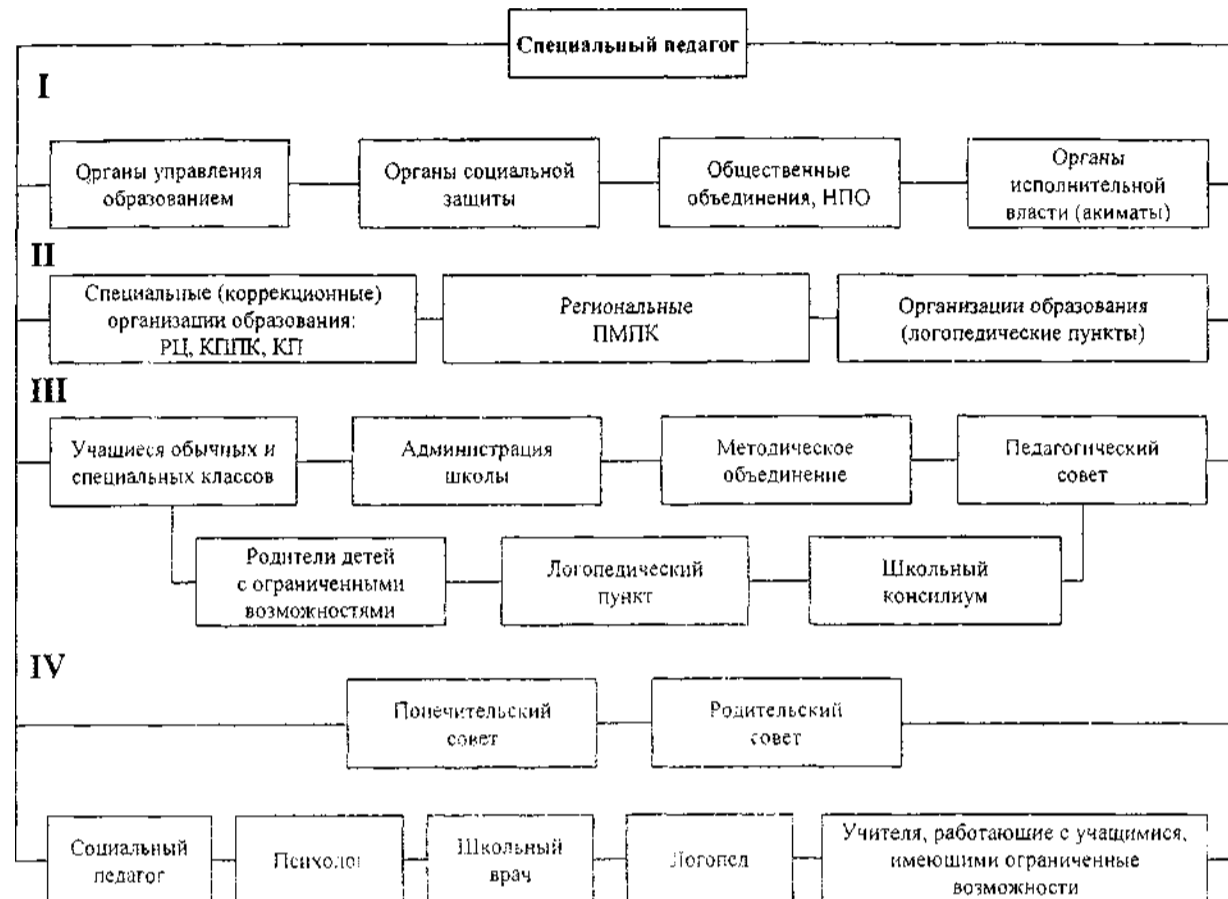 Специальный педагог
I
Органы управления
образованием
Органы социальной
защиты
Общественные
объединения, НПО
Органы
исполнительной
власти (акиматы)
II
Специальные (коррекционные)
организации образования:
РЦ, КППК, КП
Региональные
ПМПК
Организации образования
(логопедические пункты)
III
Учащиеся обычных и
специальных классов
Администрация
школы
Методическое
объединение
Педагогический
совет
Родители детей
с ограниченными
возможностями
Логопедический
пункт
Школьный
консилиум
IV
Попечительский
совет
Родительский
совет
Социальный
педагог
Психолог
Школьный
врач
Логопед
Учителя, работающие с учащимися,
имеющими ограниченные
возможности